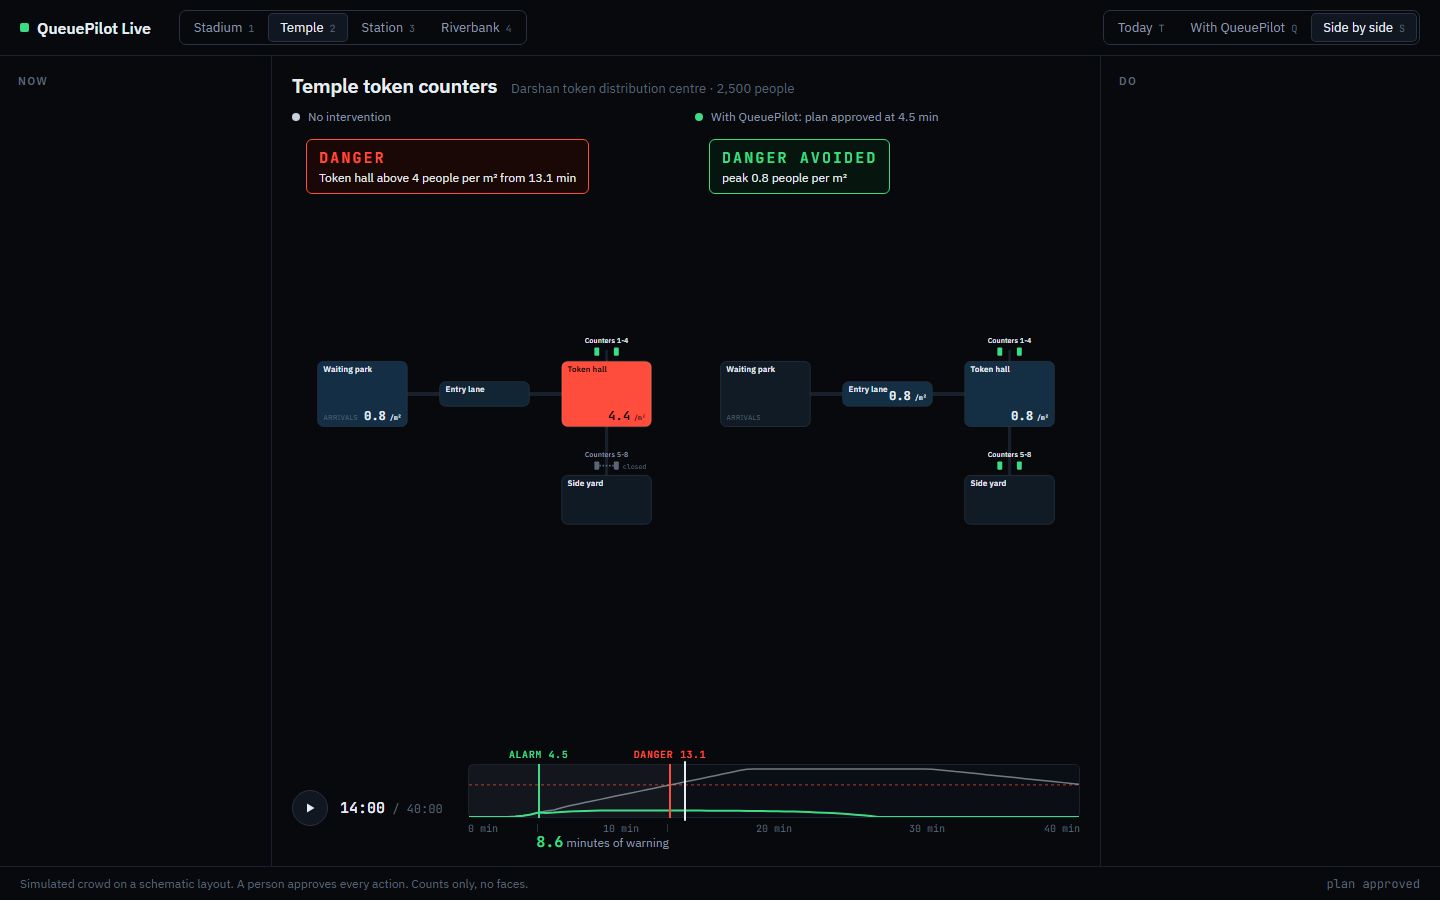 QueuePilot Live
Stadium 1
Temple 2
Station 3
Riverbank 4
Today T
With QueuePilot Q
Side by side S
NOW
Temple token counters
Darshan token distribution centre · 2,500 people
DO
No intervention
With QueuePilot: plan approved at 4.5 min
DANGER
Token hall above 4 people per m² from 13.1 min
DANGER AVOIDED
peak 0.8 people per m²
Counters 1-4
Waiting park
ARRIVALS 0.8 /m²
Entry lane
Token hall
4.4 /m²
Counters 5-8
closed
Side yard
Counters 1-4
Waiting park
ARRIVALS
Entry lane
0.8 /m²
Token hall
0.8 /m²
Counters 5-8
Side yard
ALARM 4.5
DANGER 13.1
14:00 / 40:00
0 min
10 min
20 min
30 min
40 min
8.6 minutes of warning
Simulated crowd on a schematic layout. A person approves every action. Counts only, no faces.
plan approved